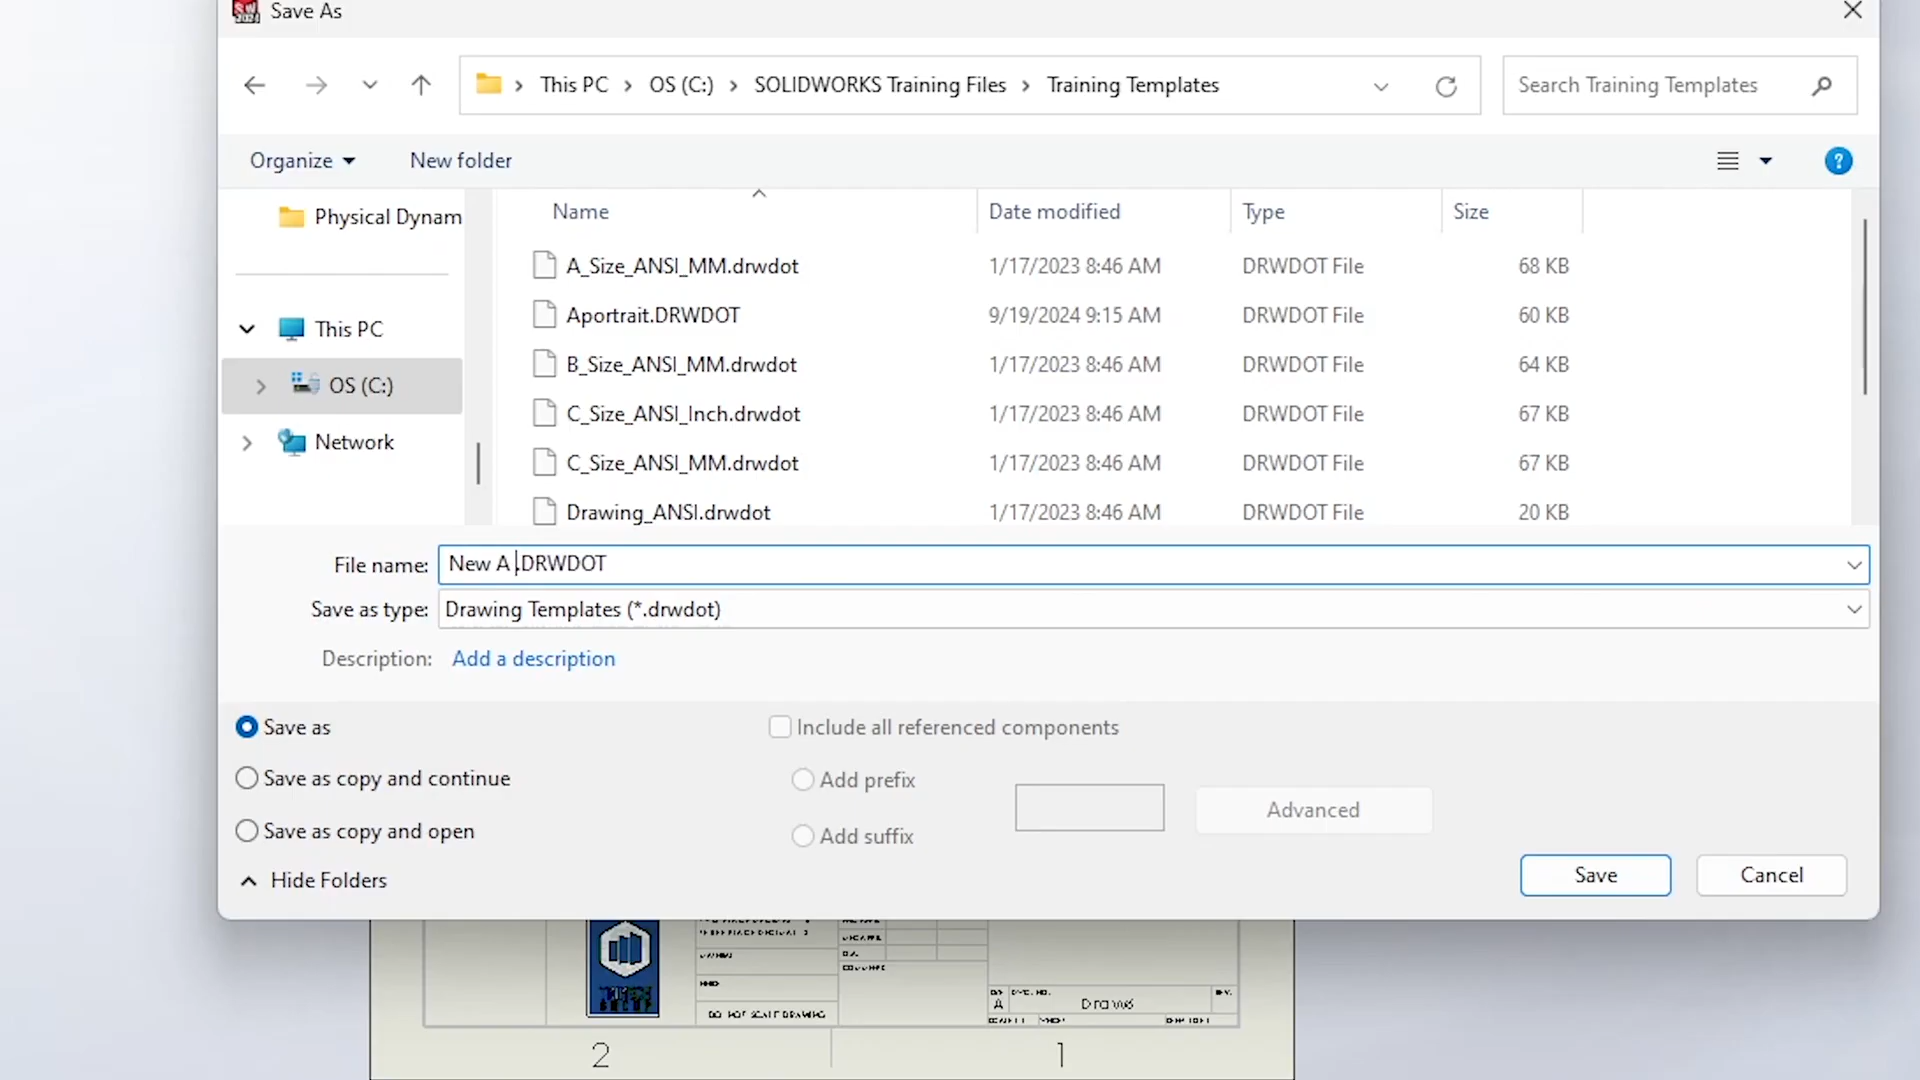 Save As
This PC > OS (C:) > SOLIDWORKS Training Files > Training Templates
Search Training Templates
Organize
New folder
Name
Date modified
Type
Size
Physical Dynam
This PC
OS (C:)
Network
A_Size_ANSI_MM.drwdot 1/17/2023 8:46 AM DRWDOT File 68 KB
Aportrait.DRWDOT 9/19/2024 9:15 AM DRWDOT File 60 KB
B_Size_ANSI_MM.drwdot 1/17/2023 8:46 AM DRWDOT File 64 KB
C_Size_ANSI_Inch.drwdot 1/17/2023 8:46 AM DRWDOT File 67 KB
C_Size_ANSI_MM.drwdot 1/17/2023 8:46 AM DRWDOT File 67 KB
Drawing_ANSI.drwdot 1/17/2023 8:46 AM DRWDOT File 20 KB
File name: New A .DRWDOT
Save as type: Drawing Templates (*.drwdot)
Description: Add a description
Save as
Include all referenced components
Save as copy and continue
Add prefix
Advanced
Save as copy and open
Add suffix
Hide Folders
Save
Cancel
DO NOT SCALE DRAWING
A
Draw6
2
1